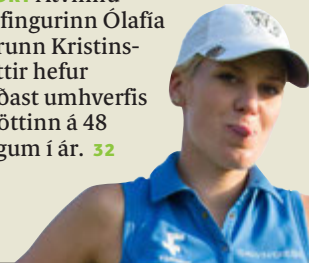 fingurinn Ólafía
runn Kristins-
ttir hefur
ðast umhverfis
öttinn á 48
gum í ár. 32